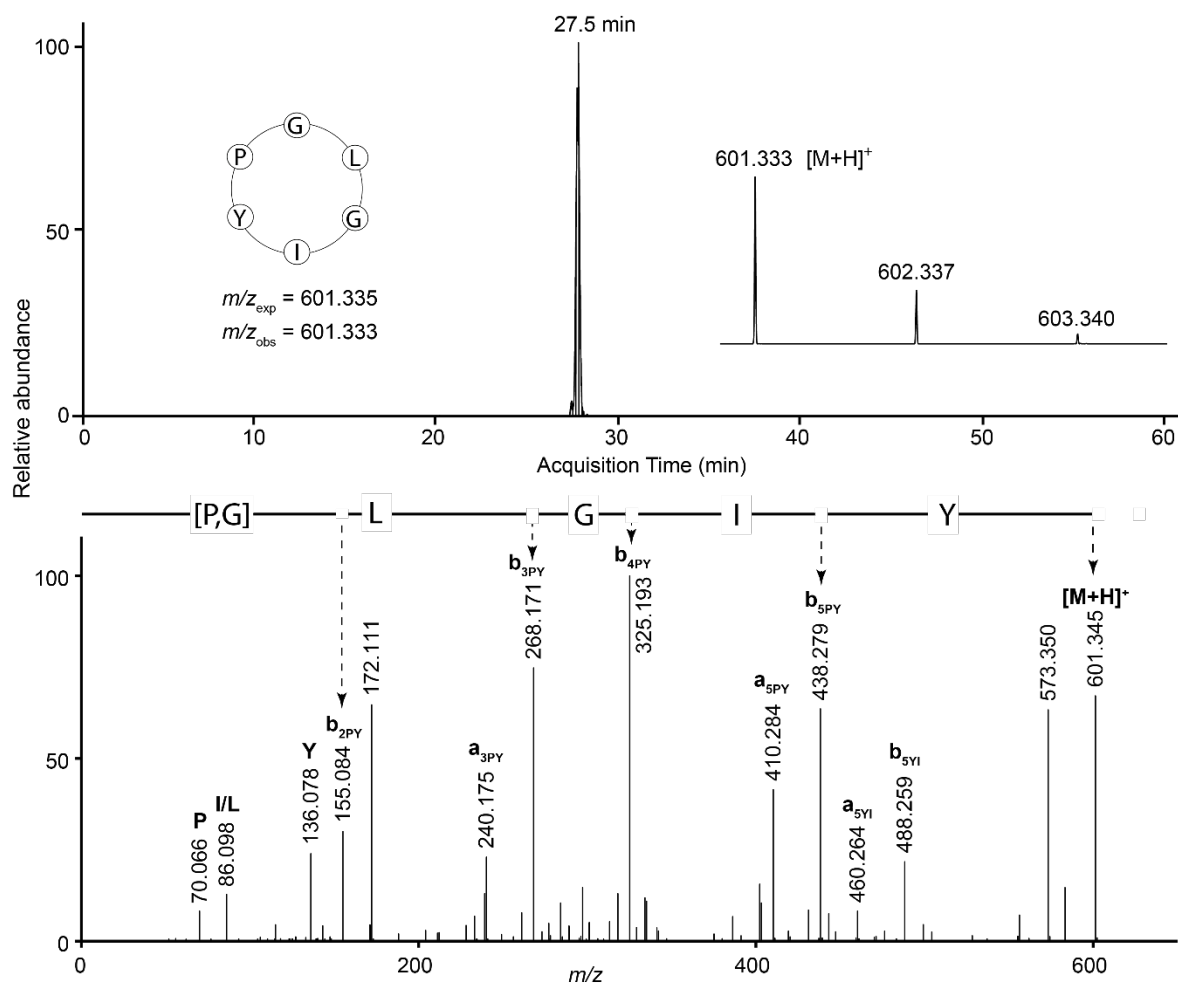 27.5 min
100
50
0
Relative abundance
G
P
L
Y
G
I
m/z_exp = 601.335
m/z_obs = 601.333
601.333 [M+H]⁺
602.337
603.340
0 10 20 30 40 50 60
Acquisition Time (min)
[P,G] L G I Y
100
50
0
P
70.066
I/L
86.098
Y
136.078
b2PY
155.084
172.111
a3PY
240.175
b3PY
268.171
b4PY
325.193
a5PY
410.284
b5PY
438.279
a5YI
460.264
b5YI
488.259
573.350
[M+H]⁺
601.345
200 400 600
m/z